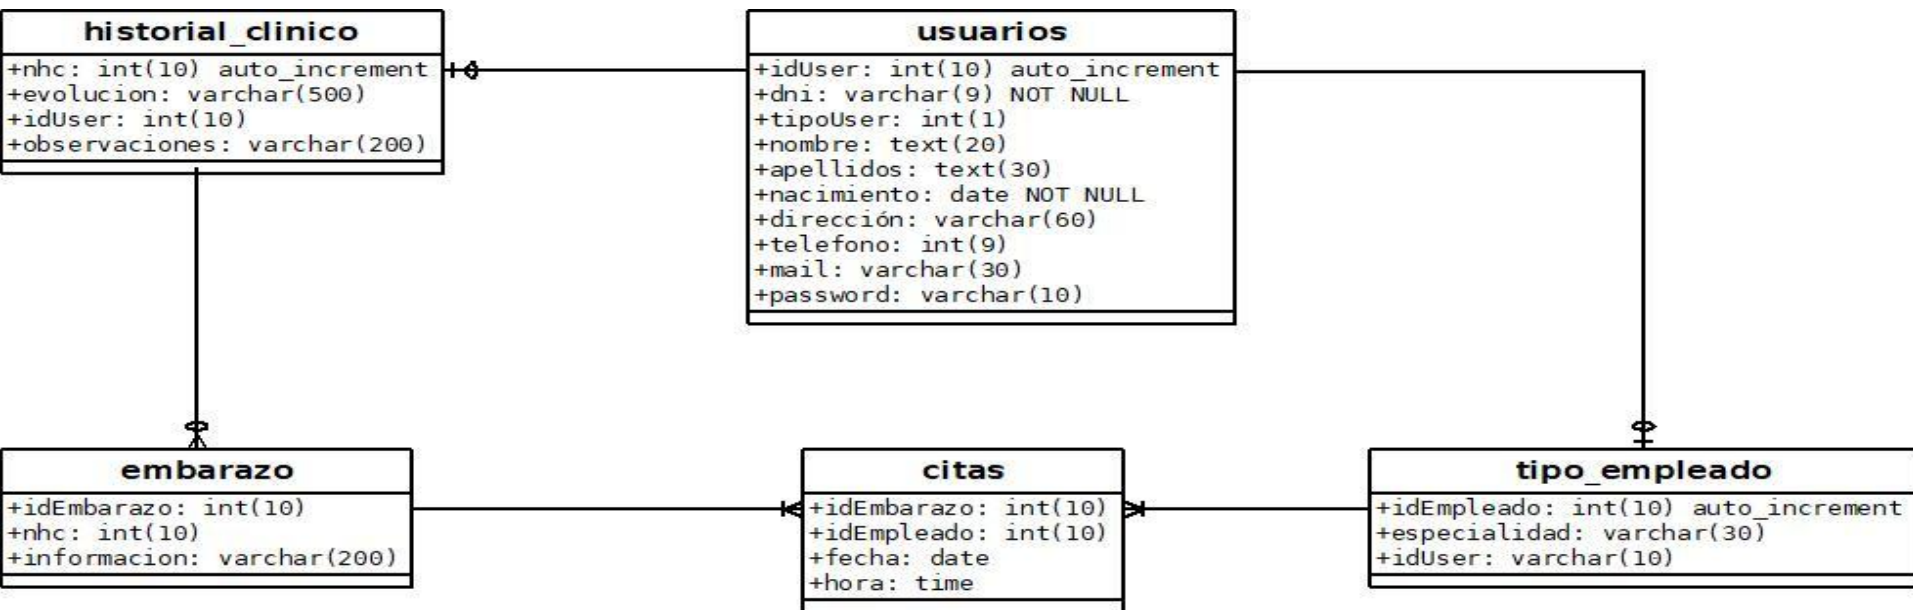 historial_clinico
+nhc: int(10) auto_increment
+evolucion: varchar(500)
+idUser: int(10)
+observaciones: varchar(200)
usuarios
+idUser: int(10) auto_increment
+dni: varchar(9) NOT NULL
+tipoUser: int(1)
+nombre: text(20)
+apellidos: text(30)
+nacimiento: date NOT NULL
+dirección: varchar(60)
+telefono: int(9)
+mail: varchar(30)
+password: varchar(10)
embarazo
+idEmbarazo: int(10)
+nhc: int(10)
+informacion: varchar(200)
citas
+idEmbarazo: int(10)
+idEmpleado: int(10)
+fecha: date
+hora: time
tipo_empleado
+idEmpleado: int(10) auto_increment
+especialidad: varchar(30)
+idUser: varchar(10)